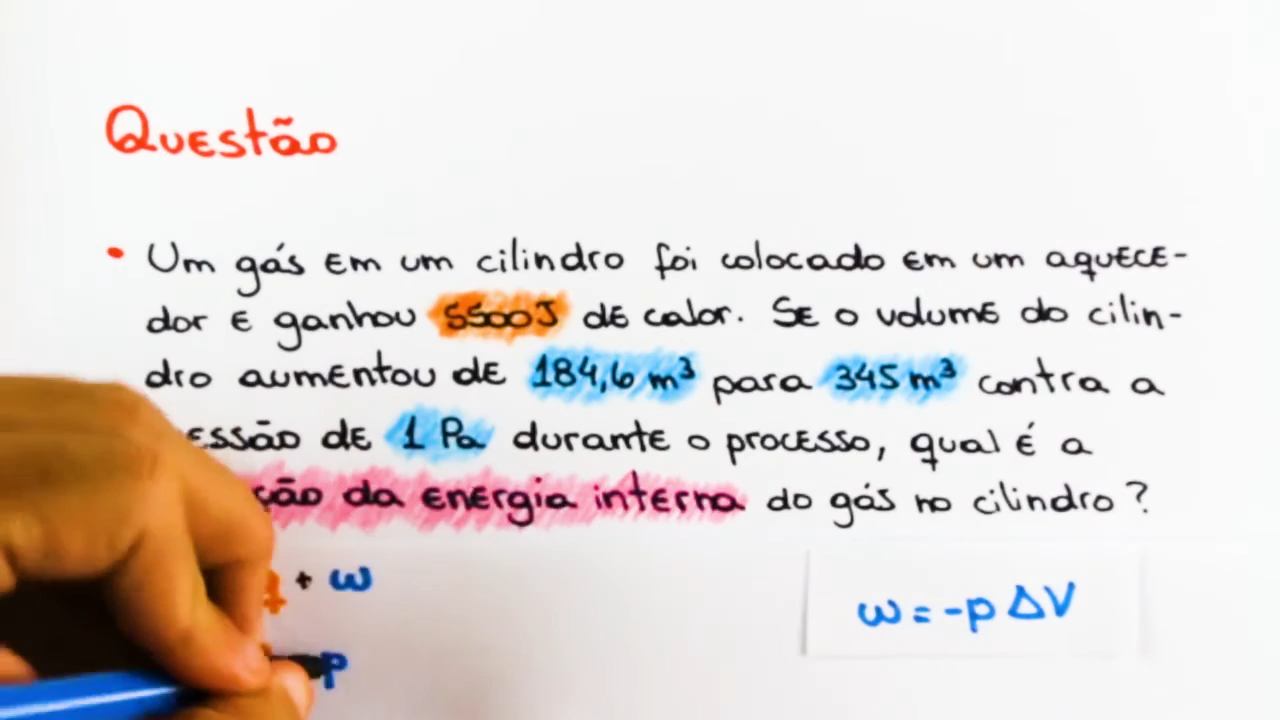 Questão
• Um gás em um cilindro foi colocado em um aquece-
dor e ganhou 5500J de calor. Se o volume do cilin-
dro aumentou de 184,6 m³ para 345 m³ contra a
essão de 1 Pa durante o processo, qual é a
ção da energia interna do gás no cilindro?
q + w
w = -p ΔV
p